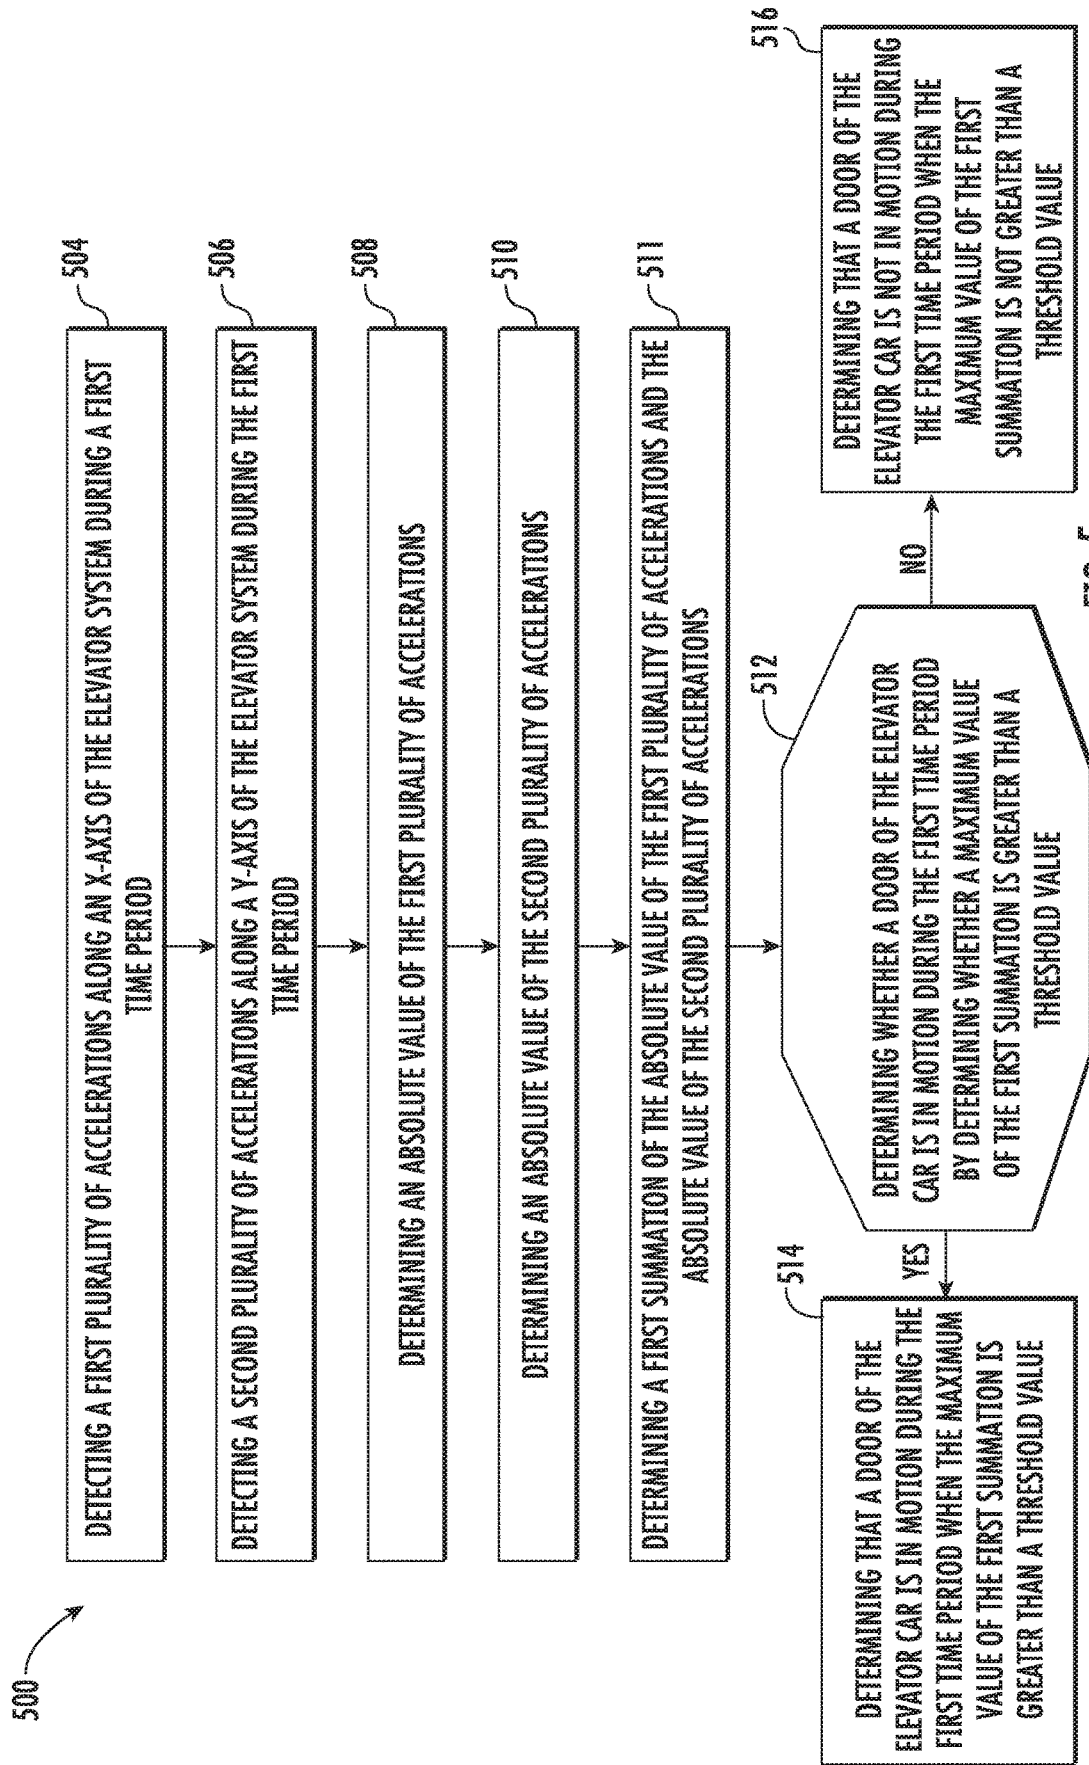 500
504
DETECTING A FIRST PLURALITY OF ACCELERATIONS ALONG AN X-AXIS OF THE ELEVATOR SYSTEM DURING A FIRST
TIME PERIOD
506
DETECTING A SECOND PLURALITY OF ACCELERATIONS ALONG A Y-AXIS OF THE ELEVATOR SYSTEM DURING THE FIRST
TIME PERIOD
508
DETERMINING AN ABSOLUTE VALUE OF THE FIRST PLURALITY OF ACCELERATIONS
510
DETERMINING AN ABSOLUTE VALUE OF THE SECOND PLURALITY OF ACCELERATIONS
511
DETERMINING A FIRST SUMMATION OF THE ABSOLUTE VALUE OF THE FIRST PLURALITY OF ACCELERATIONS AND THE
ABSOLUTE VALUE OF THE SECOND PLURALITY OF ACCELERATIONS
512
DETERMINING WHETHER A DOOR OF THE ELEVATOR
CAR IS IN MOTION DURING THE FIRST TIME PERIOD
BY DETERMINING WHETHER A MAXIMUM VALUE
OF THE FIRST SUMMATION IS GREATER THAN A
THRESHOLD VALUE
YES
514
DETERMINING THAT A DOOR OF THE
ELEVATOR CAR IS IN MOTION DURING THE
FIRST TIME PERIOD WHEN THE MAXIMUM
VALUE OF THE FIRST SUMMATION IS
GREATER THAN A THRESHOLD VALUE
NO
516
DETERMINING THAT A DOOR OF THE
ELEVATOR CAR IS NOT IN MOTION DURING
THE FIRST TIME PERIOD WHEN THE
MAXIMUM VALUE OF THE FIRST
SUMMATION IS NOT GREATER THAN A
THRESHOLD VALUE